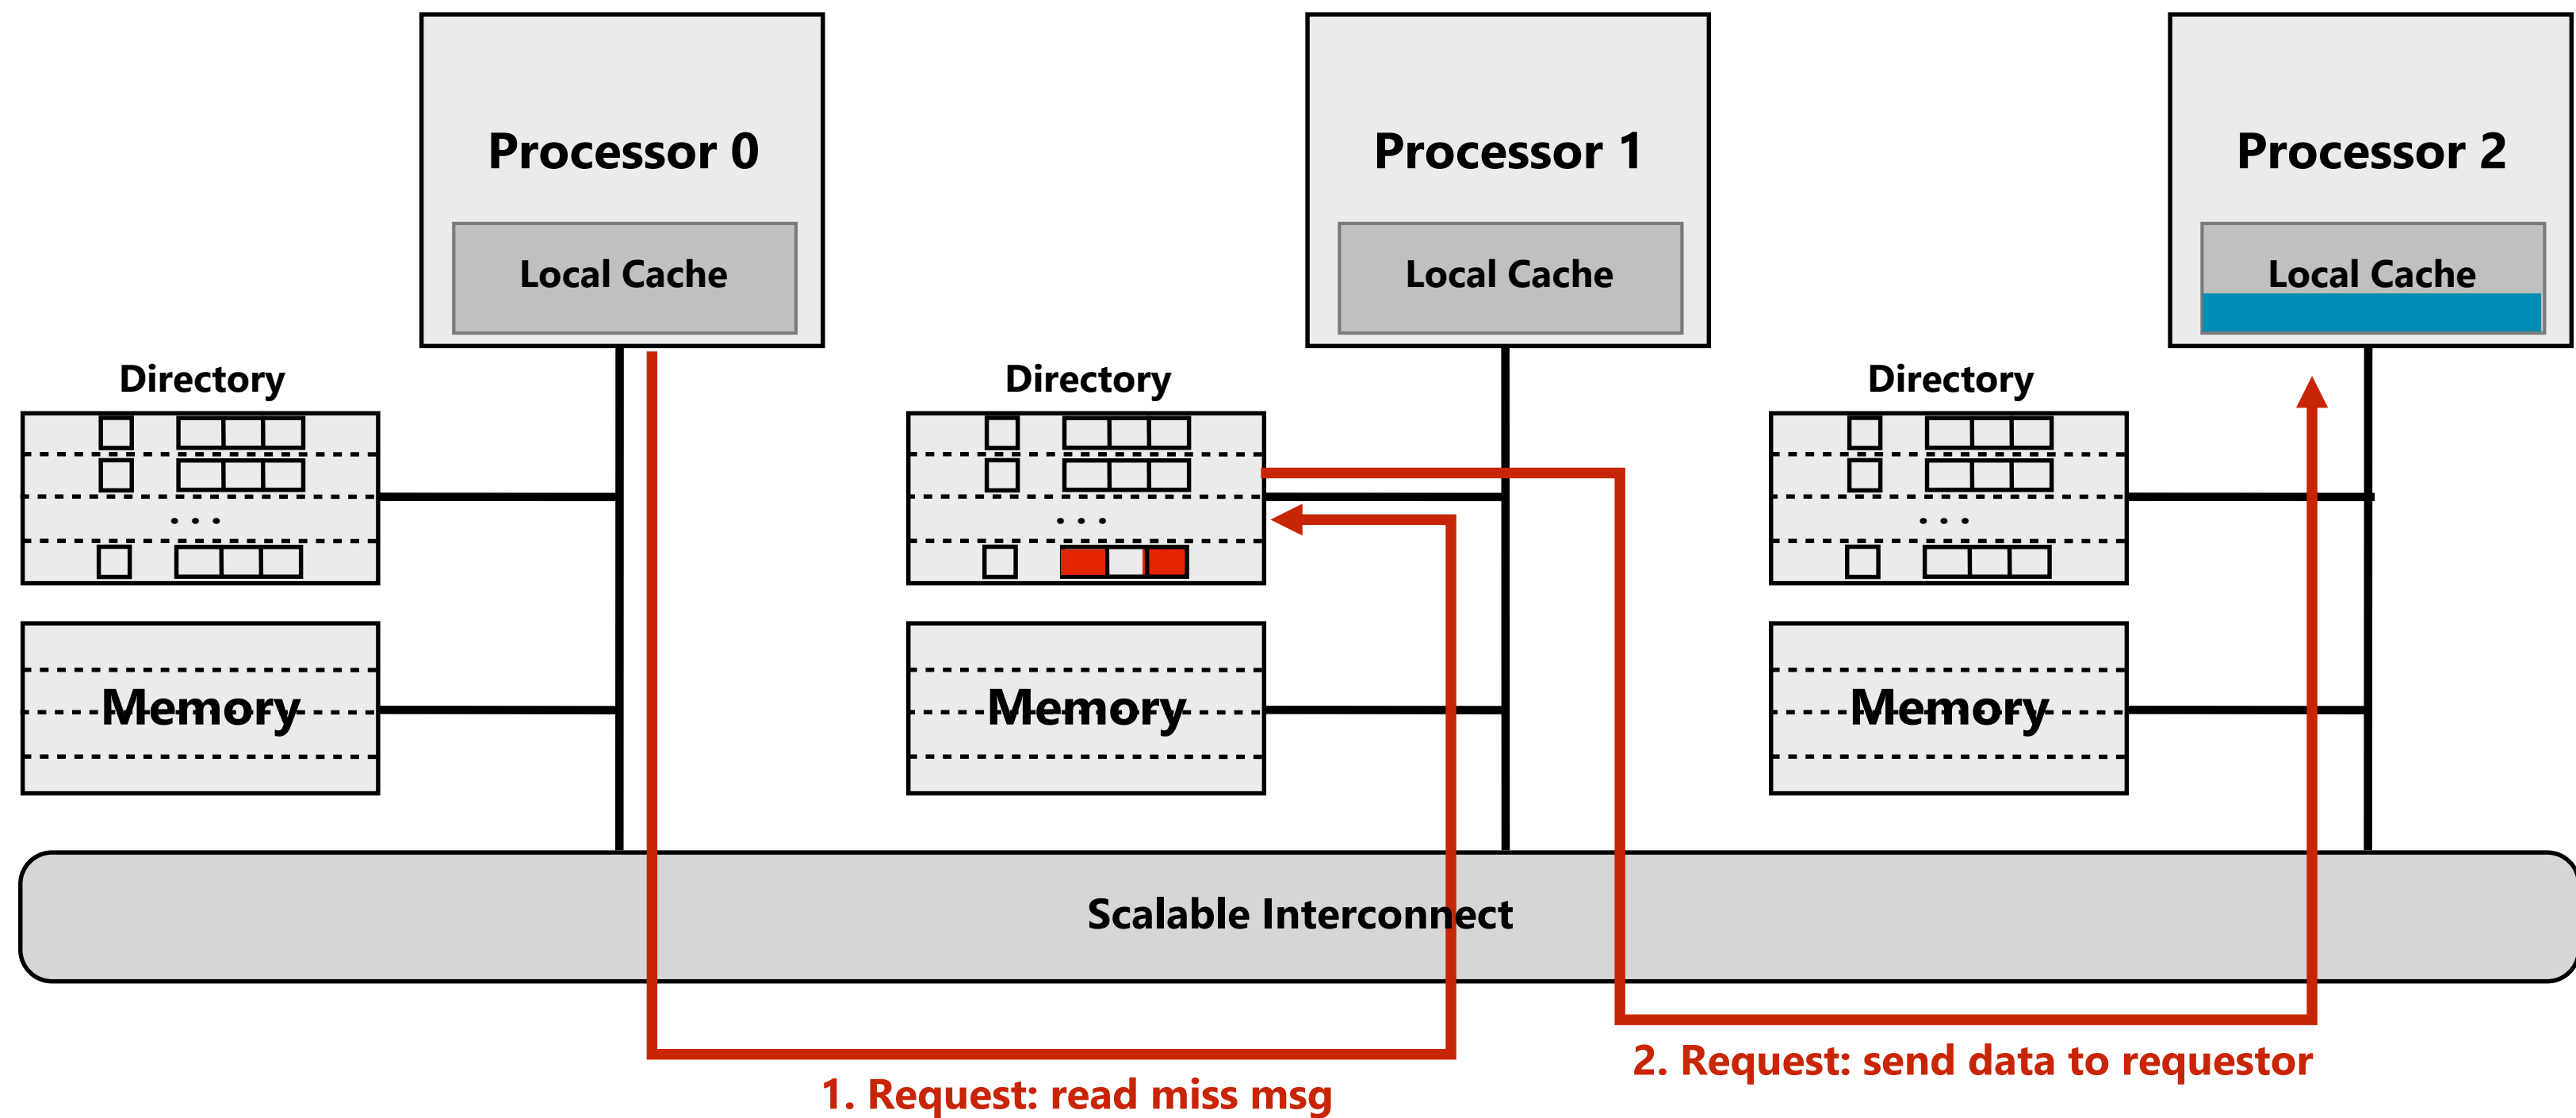 Processor 0
Processor 1
Processor 2
Local Cache
Local Cache
Local Cache
Directory
Directory
Directory
. . .
. . .
. . .
Memory
Memory
Memory
Scalable Interconnect
2. Request: send data to requestor
1. Request: read miss msg